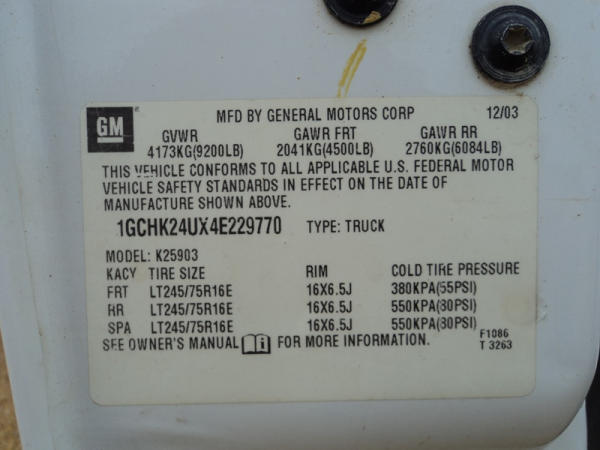 GM MFD BY GENERAL MOTORS CORP 12/03
GVWR GAWR FRT GAWR RR
4173KG(9200LB) 2041KG(4500LB) 2760KG(6084LB)
THIS VEHICLE CONFORMS TO ALL APPLICABLE U.S. FEDERAL MOTOR
VEHICLE SAFETY STANDARDS IN EFFECT ON THE DATE OF
MANUFACTURE SHOWN ABOVE.
1GCHK24UX4E229770 TYPE: TRUCK
MODEL: K25903
KACY TIRE SIZE RIM COLD TIRE PRESSURE
FRT LT245/75R16E 16X6.5J 380KPA(55PSI)
RR LT245/75R16E 16X6.5J 550KPA(80PSI)
SPA LT245/75R16E 16X6.5J 550KPA(80PSI)
SEE OWNER'S MANUAL FOR MORE INFORMATION.
F1086
T 3263